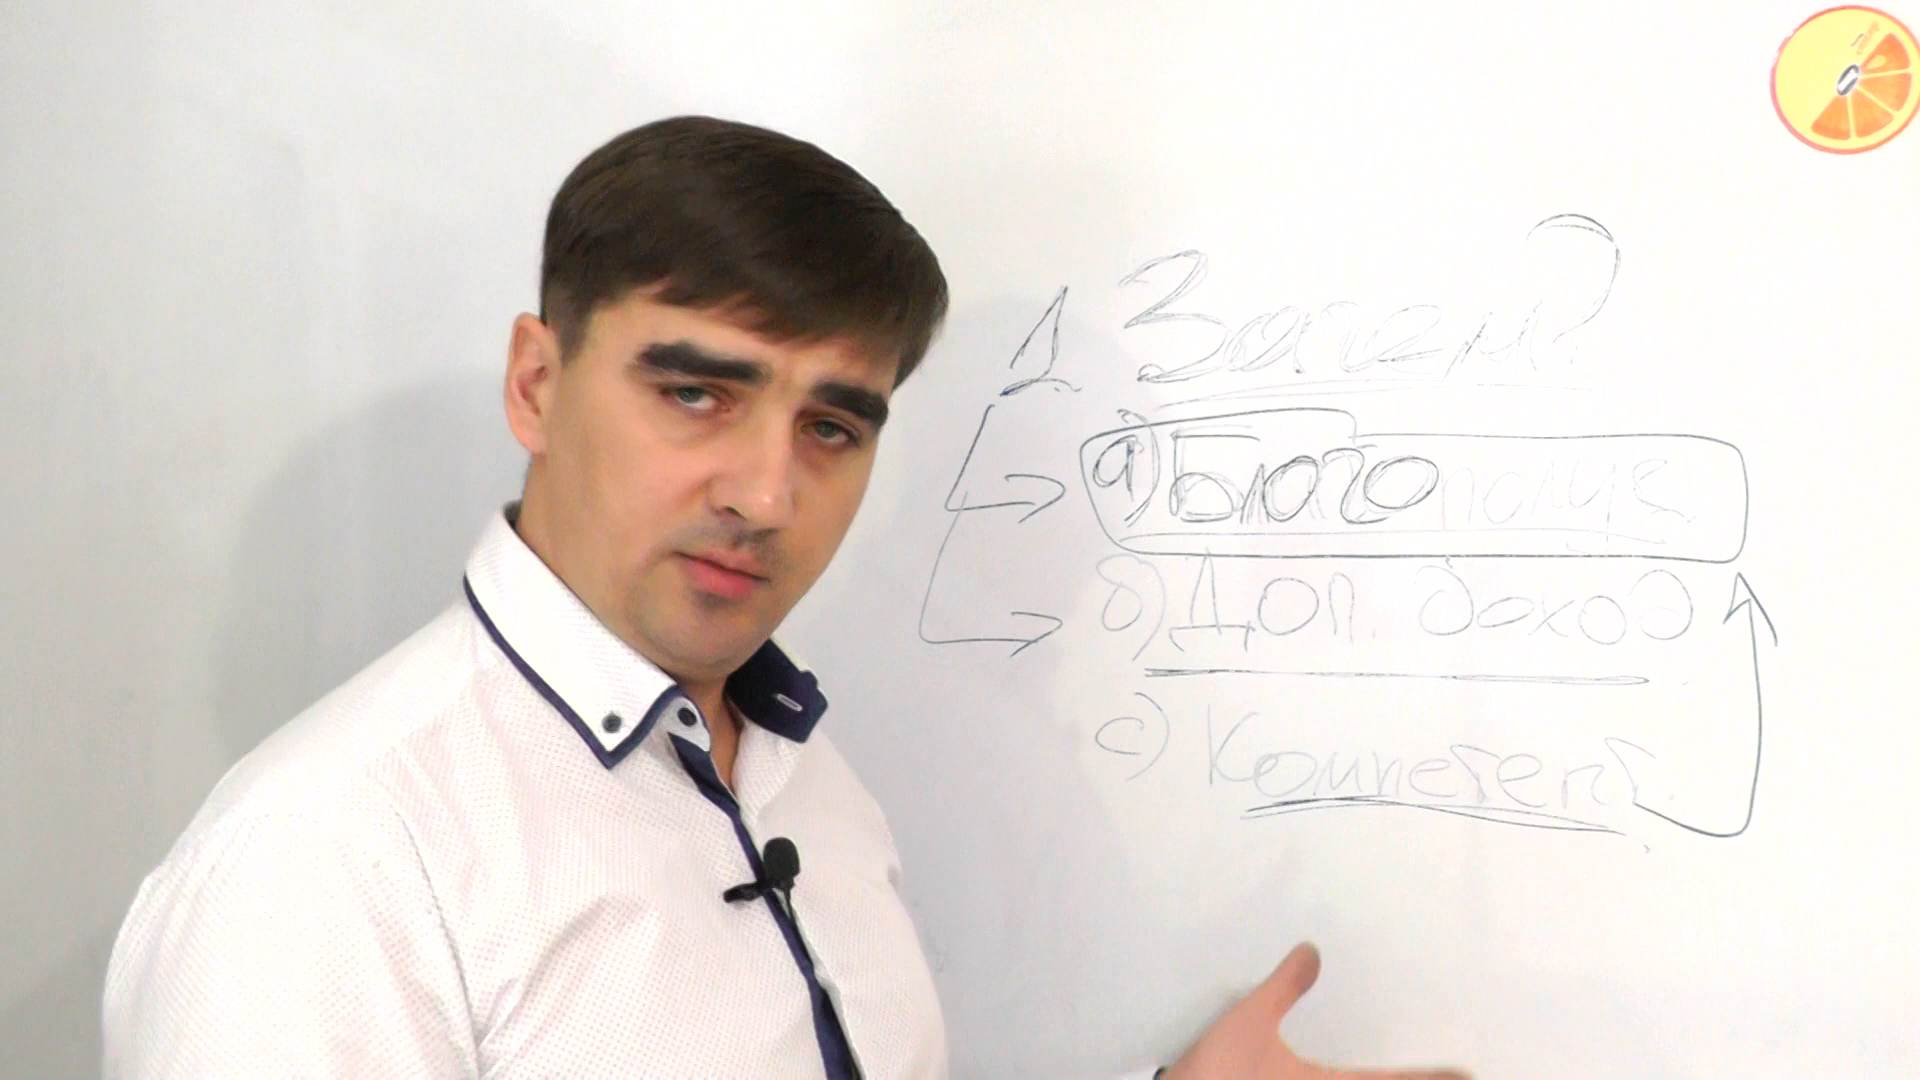 1. Зачем?
а) Благополуч.
б) Доп. доход
с) Компетент.